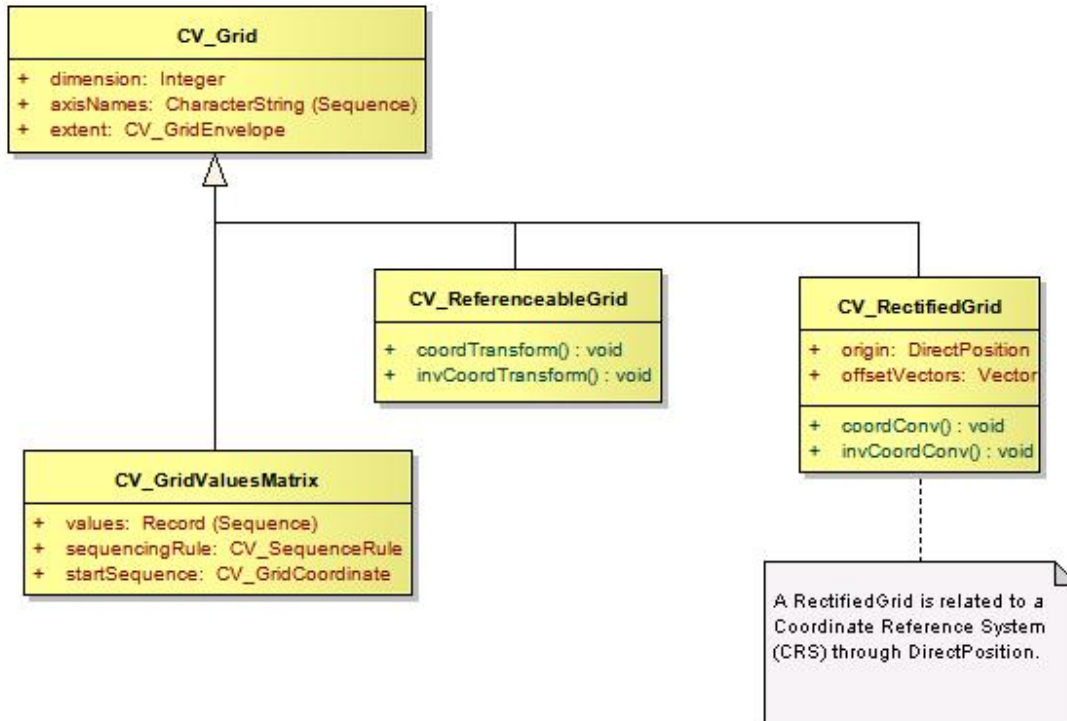 CV_Grid
+ dimension: Integer
+ axisNames: CharacterString (Sequence)
+ extent: CV_GridEnvelope
CV_ReferenceableGrid
+ coordTransform() : void
+ invCoordTransform() : void
CV_RectifiedGrid
+ origin: DirectPosition
+ offsetVectors: Vector
+ coordConv() : void
+ invCoordConv() : void
CV_GridValuesMatrix
+ values: Record (Sequence)
+ sequencingRule: CV_SequenceRule
+ startSequence: CV_GridCoordinate
A RectifiedGrid is related to a
Coordinate Reference System
(CRS) through DirectPosition.